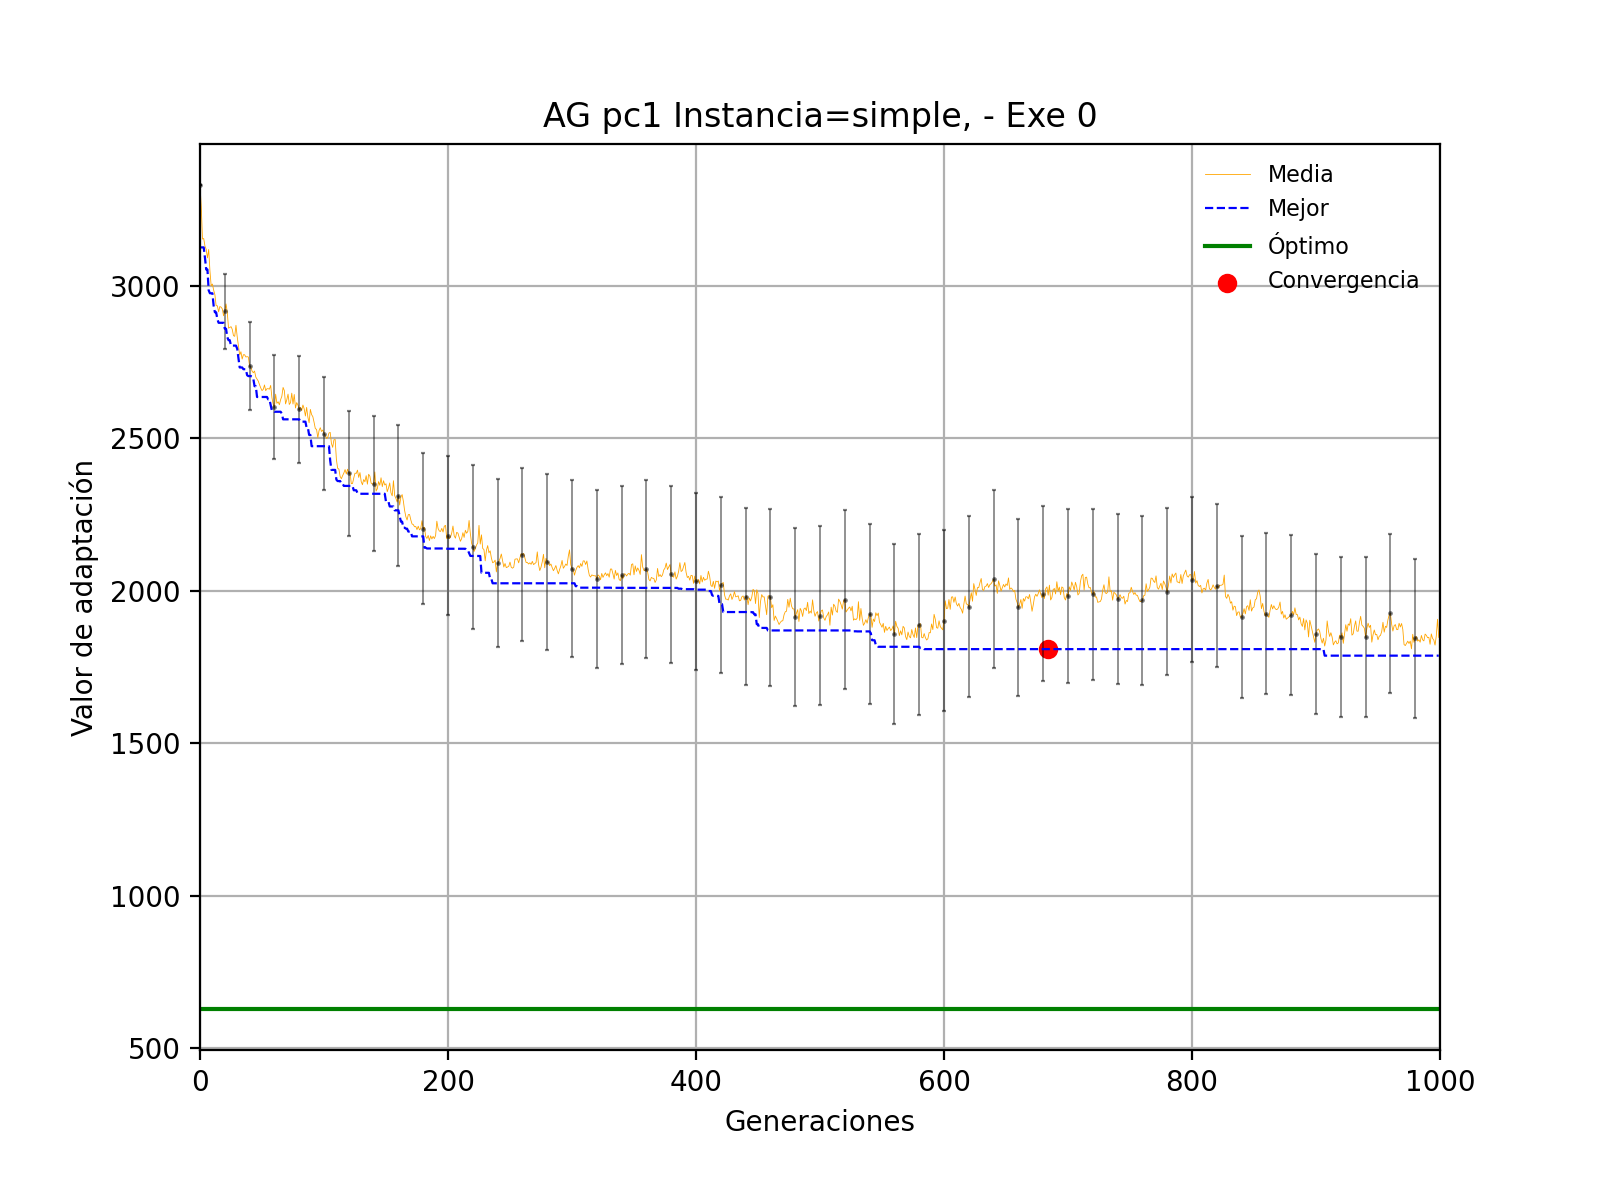 AG pc1 Instancia=simple, - Exe 0
Media
Mejor
Óptimo
Convergencia
3000
2500
2000
1500
1000
500
Valor de adaptación
0 200 400 600 800 1000
Generaciones